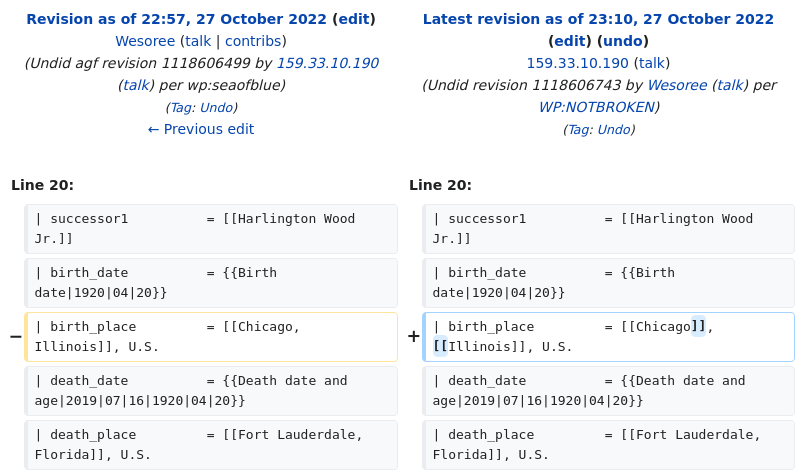 Revision as of 22:57, 27 October 2022 (edit)
Wesoree (talk | contribs)
(Undid agf revision 1118606499 by 159.33.10.190
(talk) per wp:seaofblue)
(Tag: Undo)
← Previous edit
Latest revision as of 23:10, 27 October 2022
(edit) (undo)
159.33.10.190 (talk)
(Undid revision 1118606743 by Wesoree (talk) per
WP:NOTBROKEN)
(Tag: Undo)
Line 20:
| successor1          = [[Harlington Wood
Jr.]]
| birth_date          = {{Birth
date|1920|04|20}}
− | birth_place         = [[Chicago,
Illinois]], U.S.
| death_date          = {{Death date and
age|2019|07|16|1920|04|20}}
| death_place         = [[Fort Lauderdale,
Florida]], U.S.
Line 20:
| successor1          = [[Harlington Wood
Jr.]]
| birth_date          = {{Birth
date|1920|04|20}}
+ | birth_place         = [[Chicago]],
[[Illinois]], U.S.
| death_date          = {{Death date and
age|2019|07|16|1920|04|20}}
| death_place         = [[Fort Lauderdale,
Florida]], U.S.